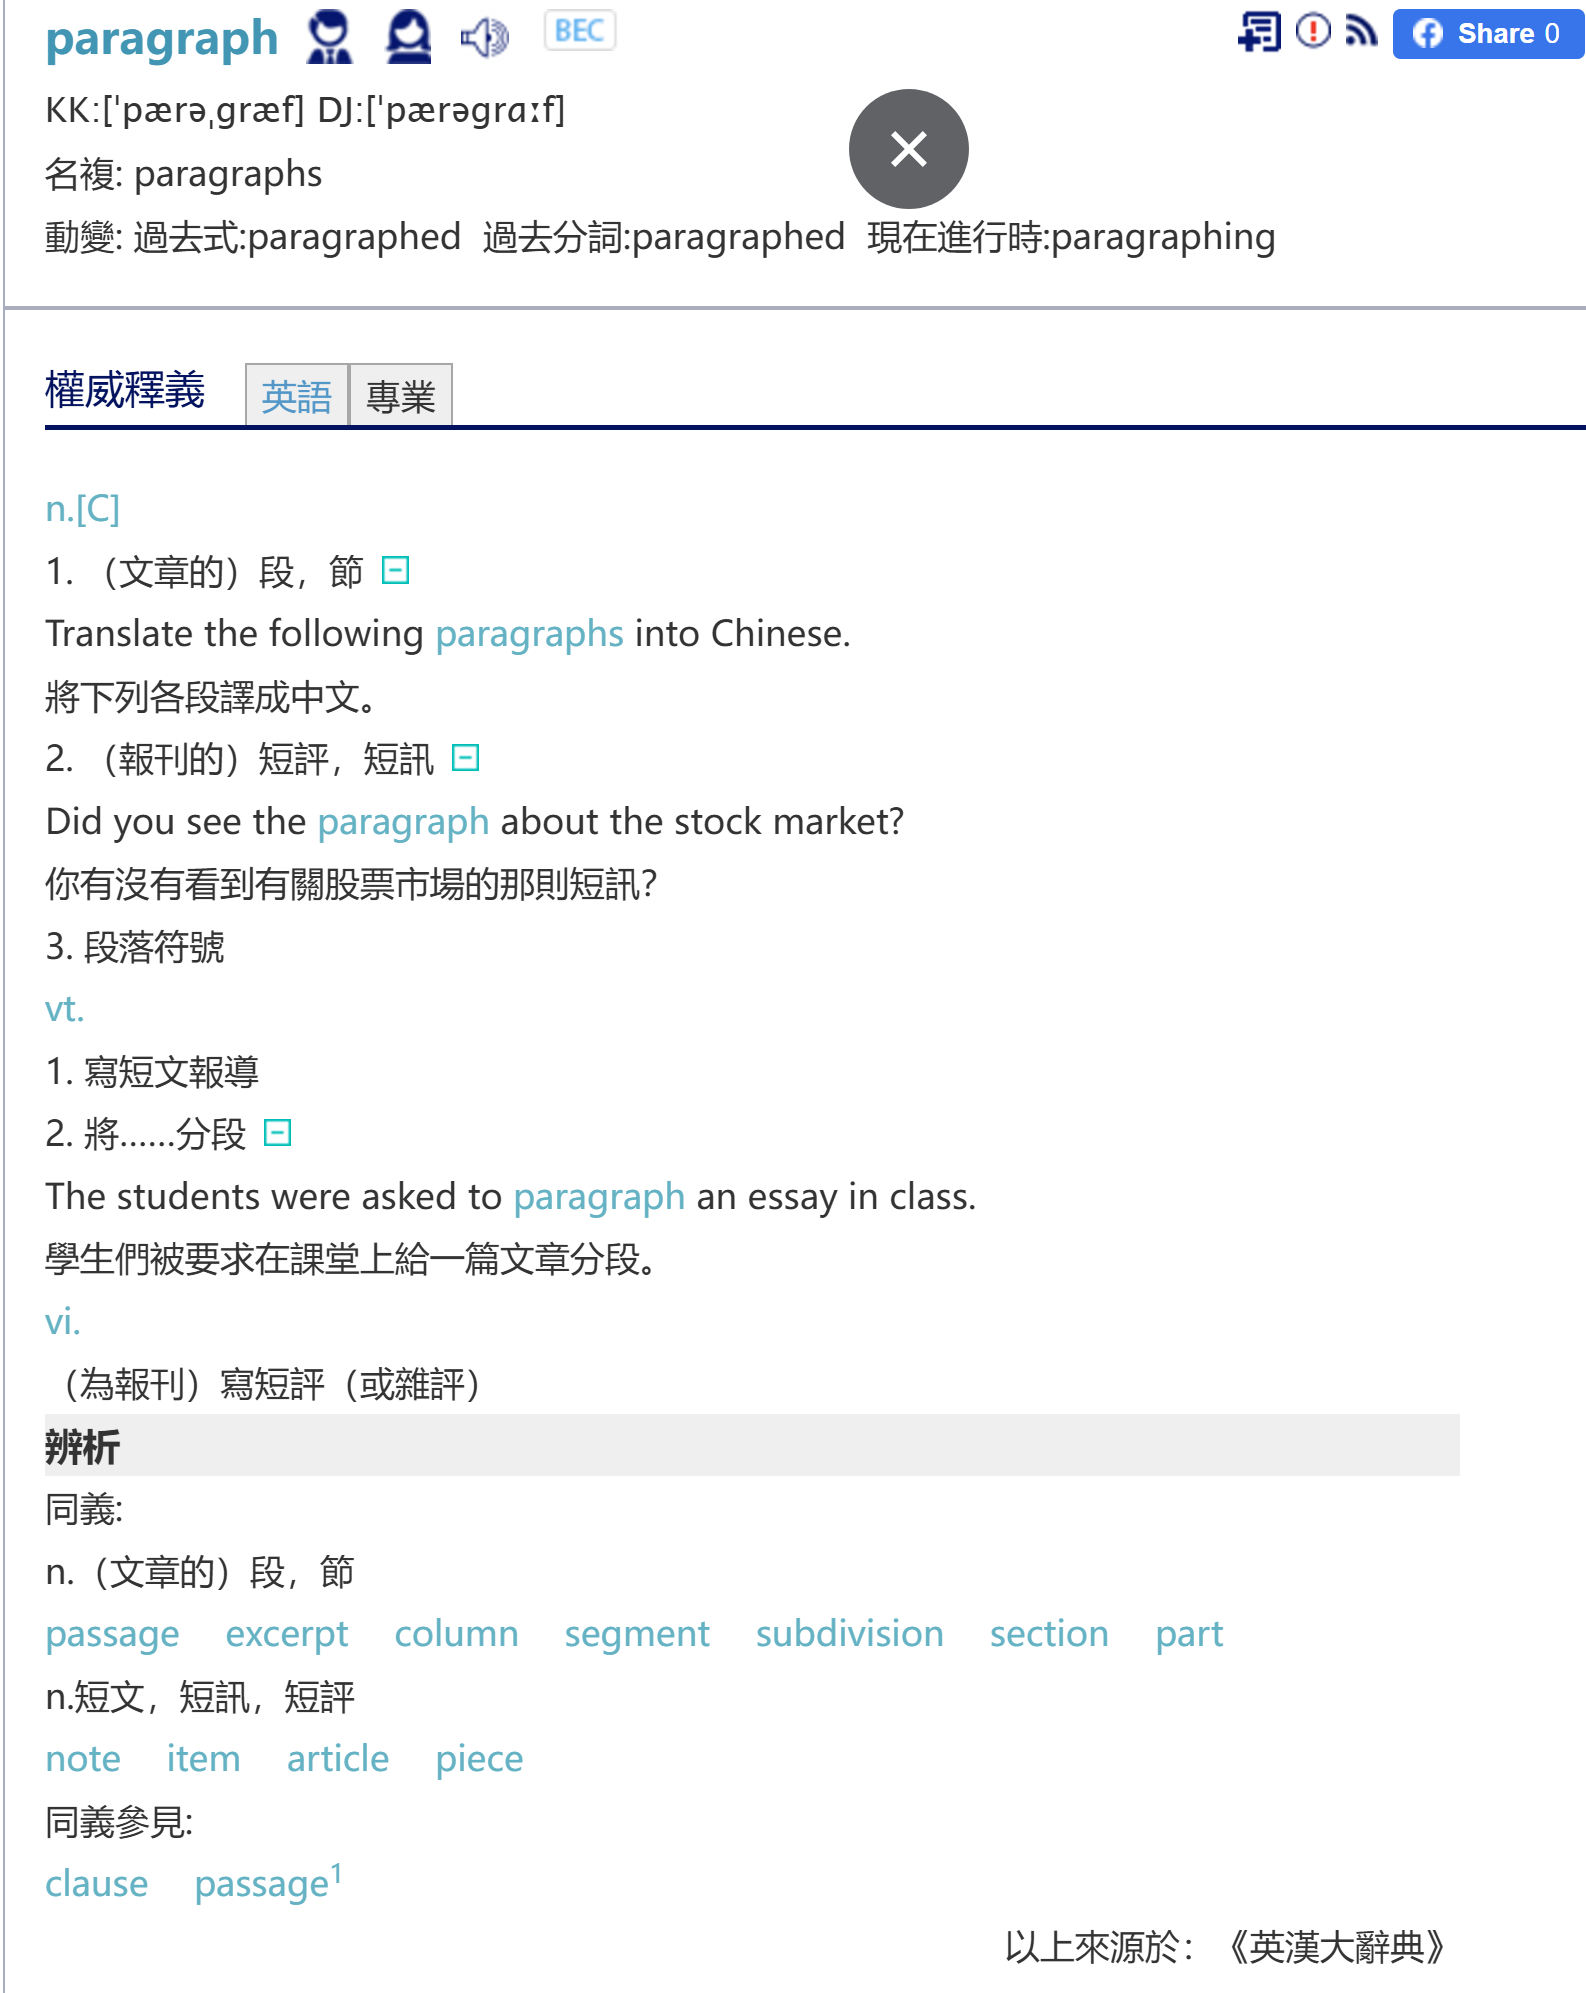 paragraph BEC Share 0
KK:[ˈpærəˌɡræf] DJ:[ˈpærəɡrɑːf]
名複: paragraphs
動變: 過去式:paragraphed 過去分詞:paragraphed 現在進行時:paragraphing
權威釋義 英語 專業
n.[C]
1. （文章的）段，節
Translate the following paragraphs into Chinese.
將下列各段譯成中文。
2. （報刊的）短評，短訊
Did you see the paragraph about the stock market?
你有沒有看到有關股票市場的那則短訊？
3. 段落符號
vt.
1. 寫短文報導
2. 將……分段
The students were asked to paragraph an essay in class.
學生們被要求在課堂上給一篇文章分段。
vi.
（為報刊）寫短評（或雜評）
辨析
同義:
n.（文章的）段，節
passage excerpt column segment subdivision section part
n.短文，短訊，短評
note item article piece
同義參見:
clause passage¹
以上來源於：《英漢大辭典》